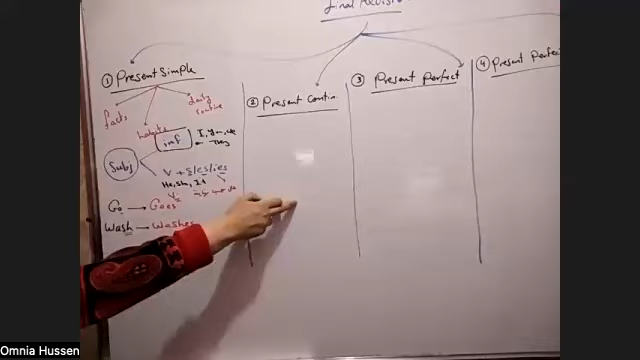 Final Revision
① Present Simple
facts
habits
daily
routine
Subj
inf
I, You, We
They
V + s/es/ies
He, She, It
Go → Goes
Wash → Washes
② Present Contin
③ Present Perfect
④ Present Perfec
Omnia Hussen